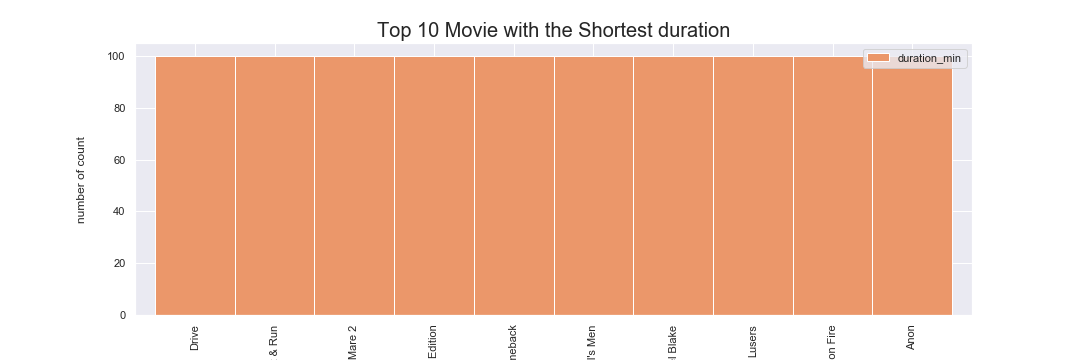 Top 10 Movie with the Shortest duration
duration_min
number of count
100
80
60
40
20
0
Drive
& Run
Mare 2
Edition
neback
l's Men
l Blake
Lusers
on Fire
Anon